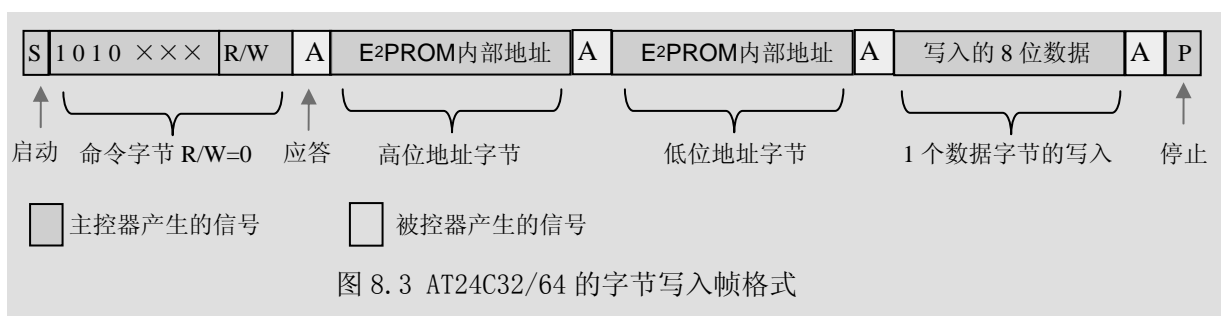 S 1010 ××× R/W A E2PROM内部地址 A E2PROM内部地址 A 写入的8位数据 A P
启动 命令字节 R/W=0 应答 高位地址字节 低位地址字节 1个数据字节的写入 停止
主控器产生的信号 被控器产生的信号
图 8.3 AT24C32/64 的字节写入帧格式